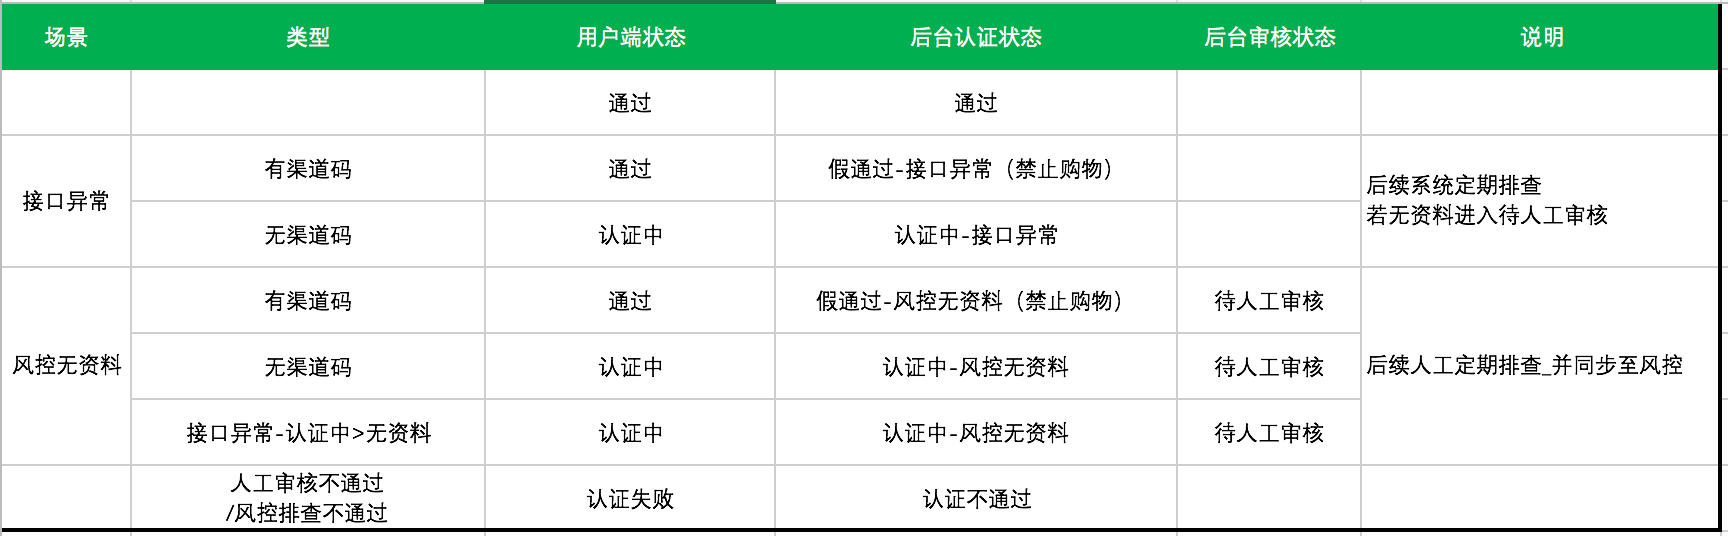 场景 类型 用户端状态 后台认证状态 后台审核状态 说明
通过 通过
接口异常
有渠道码 通过 假通过-接口异常（禁止购物）
无渠道码 认证中 认证中-接口异常
后续系统定期排查
若无资料进入待人工审核
风控无资料
有渠道码 通过 假通过-风控无资料（禁止购物） 待人工审核
无渠道码 认证中 认证中-风控无资料 待人工审核
接口异常-认证中>无资料 认证中 认证中-风控无资料 待人工审核
后续人工定期排查_并同步至风控
人工审核不通过
/风控排查不通过
认证失败 认证不通过